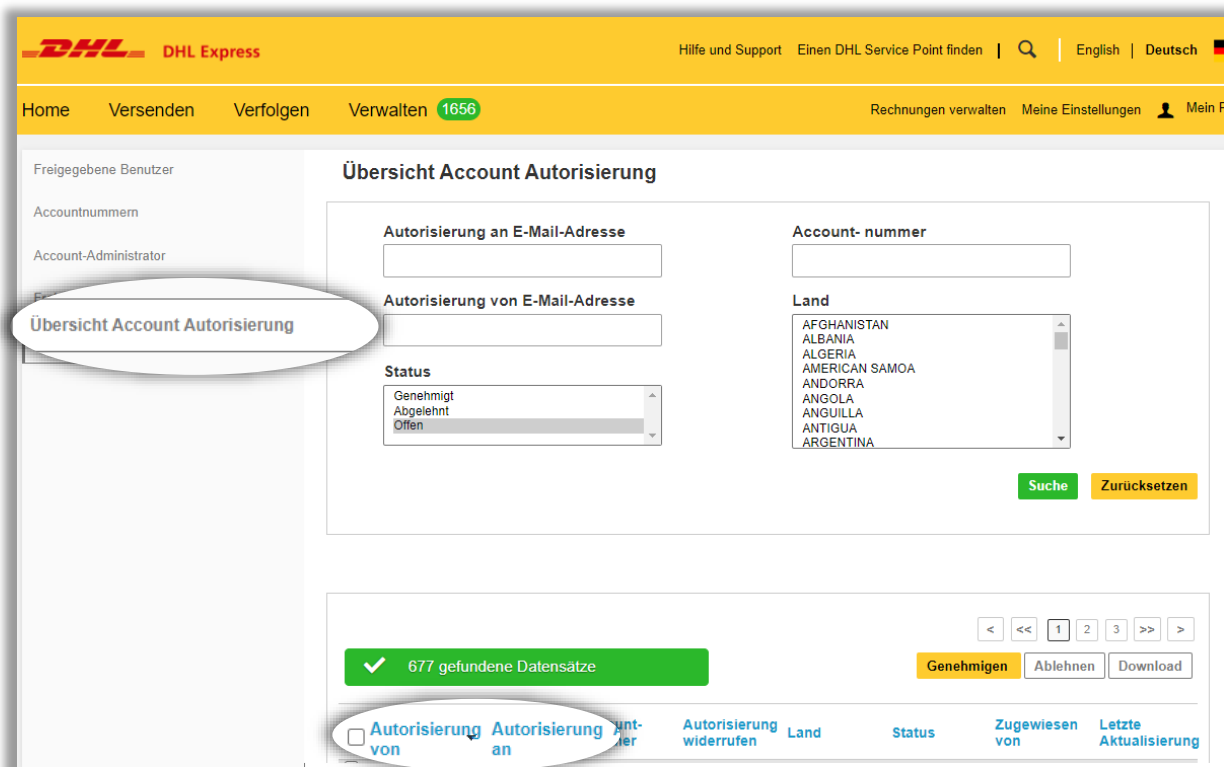 DHL DHL Express
Hilfe und Support Einen DHL Service Point finden | English | Deutsch
Home Versenden Verfolgen Verwalten 1656
Rechnungen verwalten Meine Einstellungen Mein
Freigegebene Benutzer
Accountnummern
Account-Administrator
Übersicht Account Autorisierung
Übersicht Account Autorisierung
Autorisierung an E-Mail-Adresse
Account- nummer
Autorisierung von E-Mail-Adresse
Land
AFGHANISTAN
ALBANIA
ALGERIA
AMERICAN SAMOA
ANDORRA
ANGOLA
ANGUILLA
ANTIGUA
ARGENTINA
Status
Genehmigt
Abgelehnt
Offen
Suche Zurücksetzen
< << 1 2 3 >> >
677 gefundene Datensätze
Genehmigen Ablehnen Download
Autorisierung von
Autorisierung an
Autorisierung widerrufen
Land
Status
Zugewiesen von
Letzte Aktualisierung